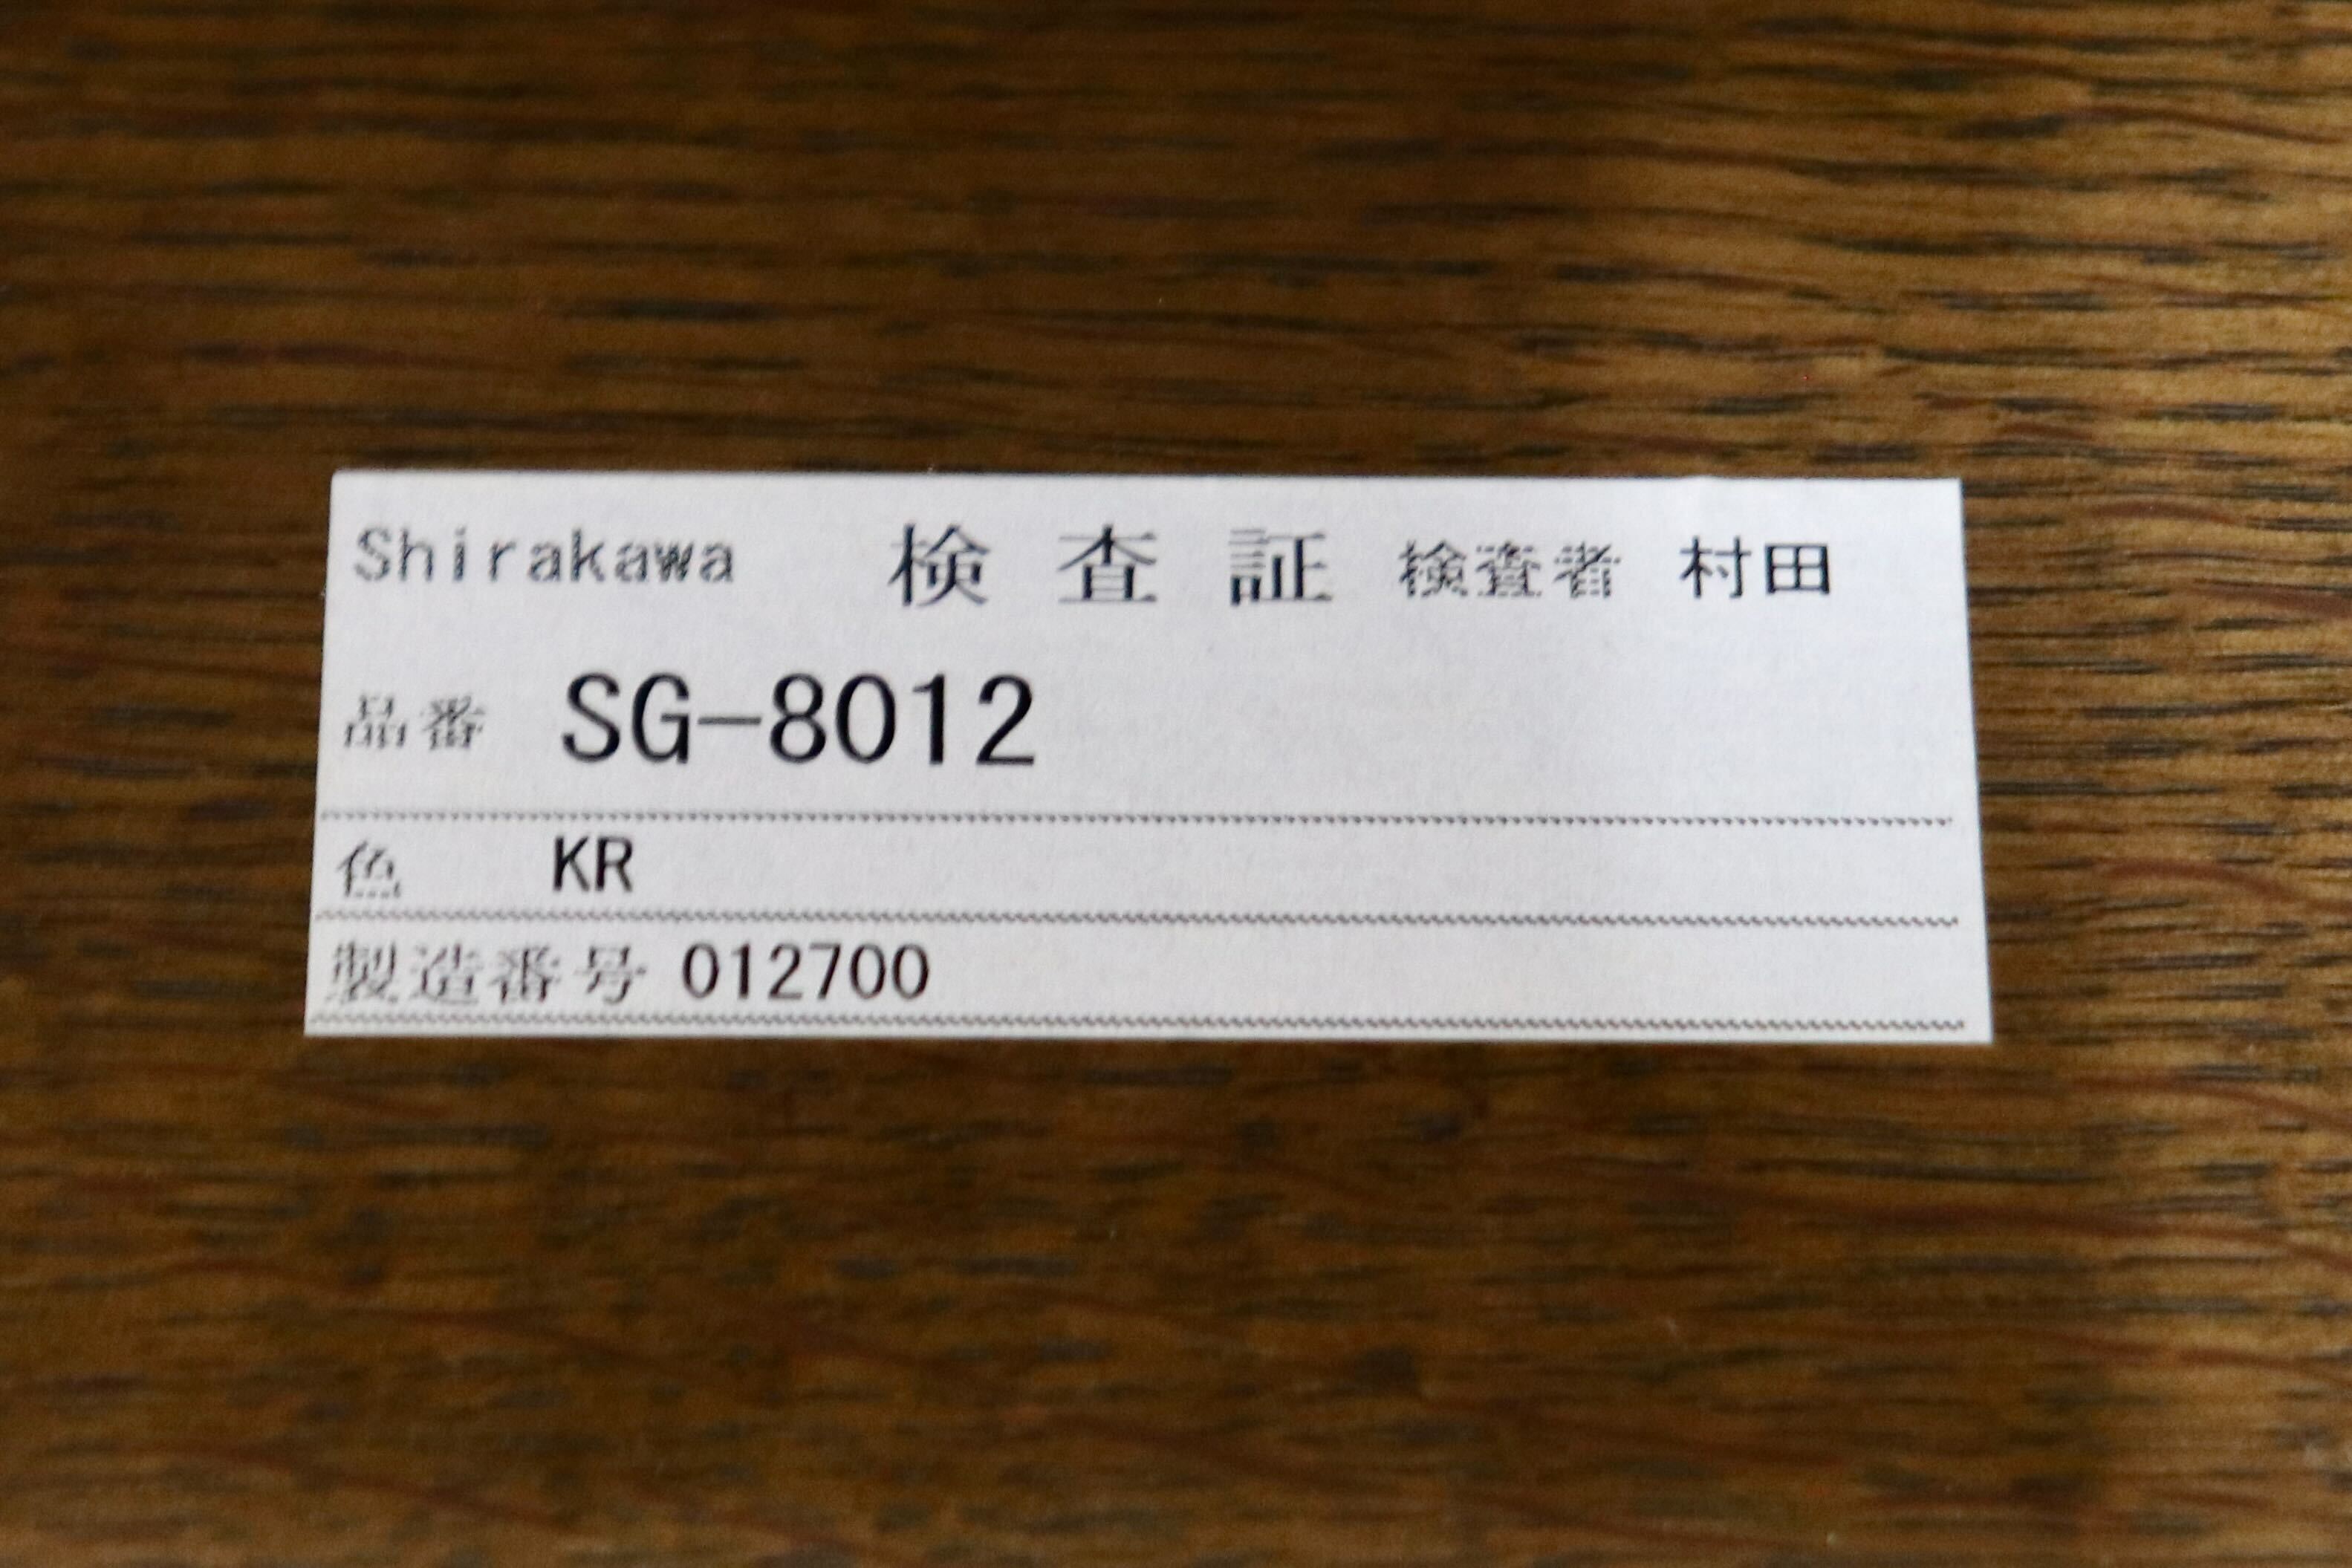 Shirakawa 検査証 検査者 村田
品番 SG-8012
色 KR
製造番号 012700